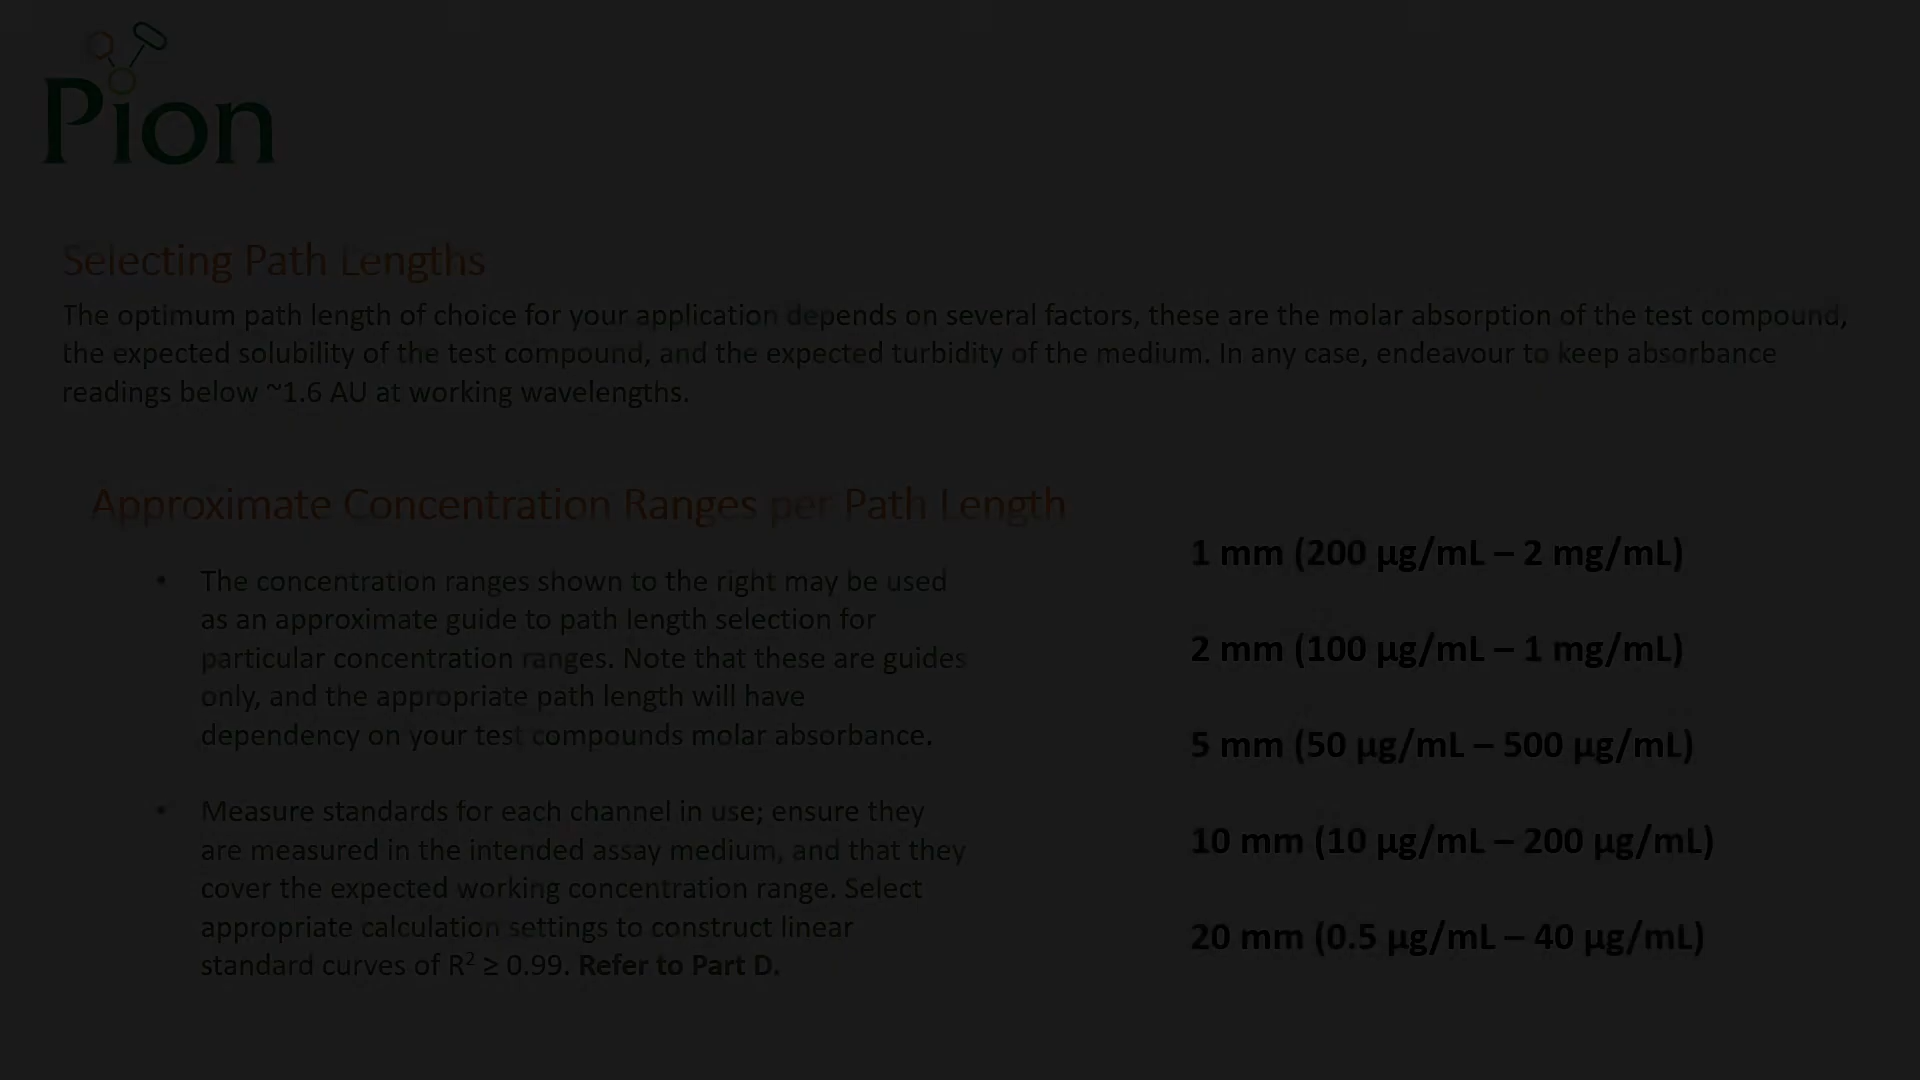 Pion
Selecting Path Lengths
The optimum path length of choice for your application depends on several factors, these are the molar absorption of the test compound,
the expected solubility of the test compound, and the expected turbidity of the medium. In any case, endeavour to keep absorbance
readings below ~1.6 AU at working wavelengths.
Approximate Concentration Ranges per Path Length
• The concentration ranges shown to the right may be used
as an approximate guide to path length selection for
particular concentration ranges. Note that these are guides
only, and the appropriate path length will have
dependency on your test compounds molar absorbance.
• Measure standards for each channel in use; ensure they
are measured in the intended assay medium, and that they
cover the expected working concentration range. Select
appropriate calculation settings to construct linear
standard curves of R² ≥ 0.99. Refer to Part D.
1 mm (200 µg/mL – 2 mg/mL)
2 mm (100 µg/mL – 1 mg/mL)
5 mm (50 µg/mL – 500 µg/mL)
10 mm (10 µg/mL – 200 µg/mL)
20 mm (0.5 µg/mL – 40 µg/mL)